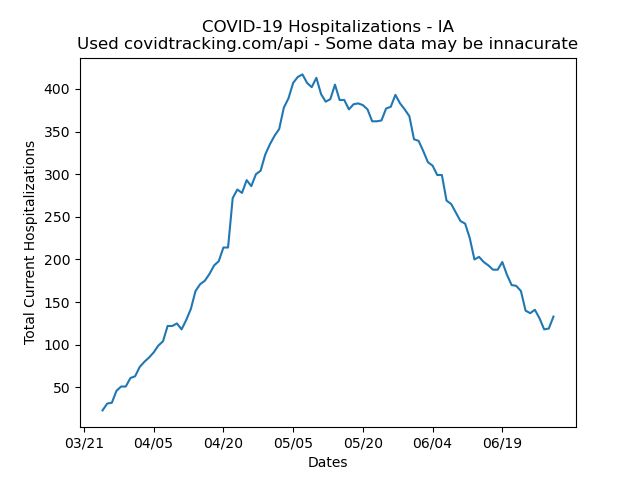 COVID-19 Hospitalizations - IA
Used covidtracking.com/api - Some data may be innacurate
Total Current Hospitalizations
400
350
300
250
200
150
100
50
03/21 04/05 04/20 05/05 05/20 06/04 06/19
Dates